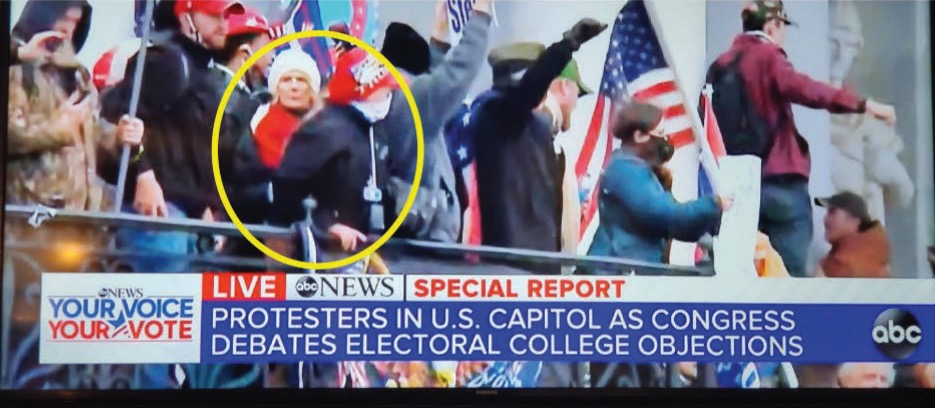 Ste
abc NEWS
YOUR VOICE
YOUR VOTE
LIVE abc NEWS SPECIAL REPORT
PROTESTERS IN U.S. CAPITOL AS CONGRESS
DEBATES ELECTORAL COLLEGE OBJECTIONS
abc